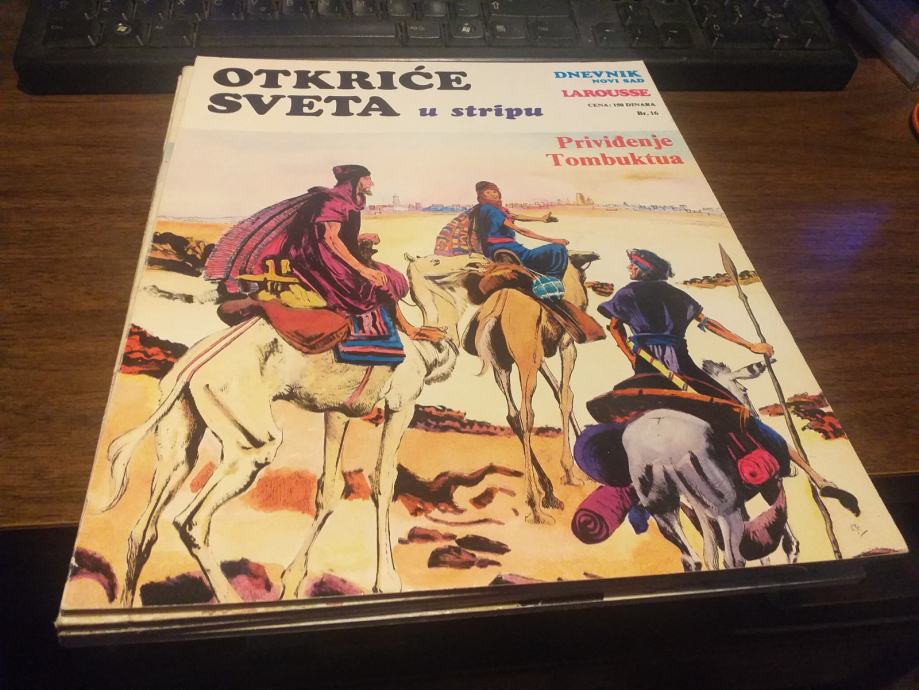 OTKRIĆE
SVETA u stripu
DNEVNIK
NOVI SAD
LAROUSSE
CENA: 150 DINARA
Br. 16
Priviđenje
Tombuktua